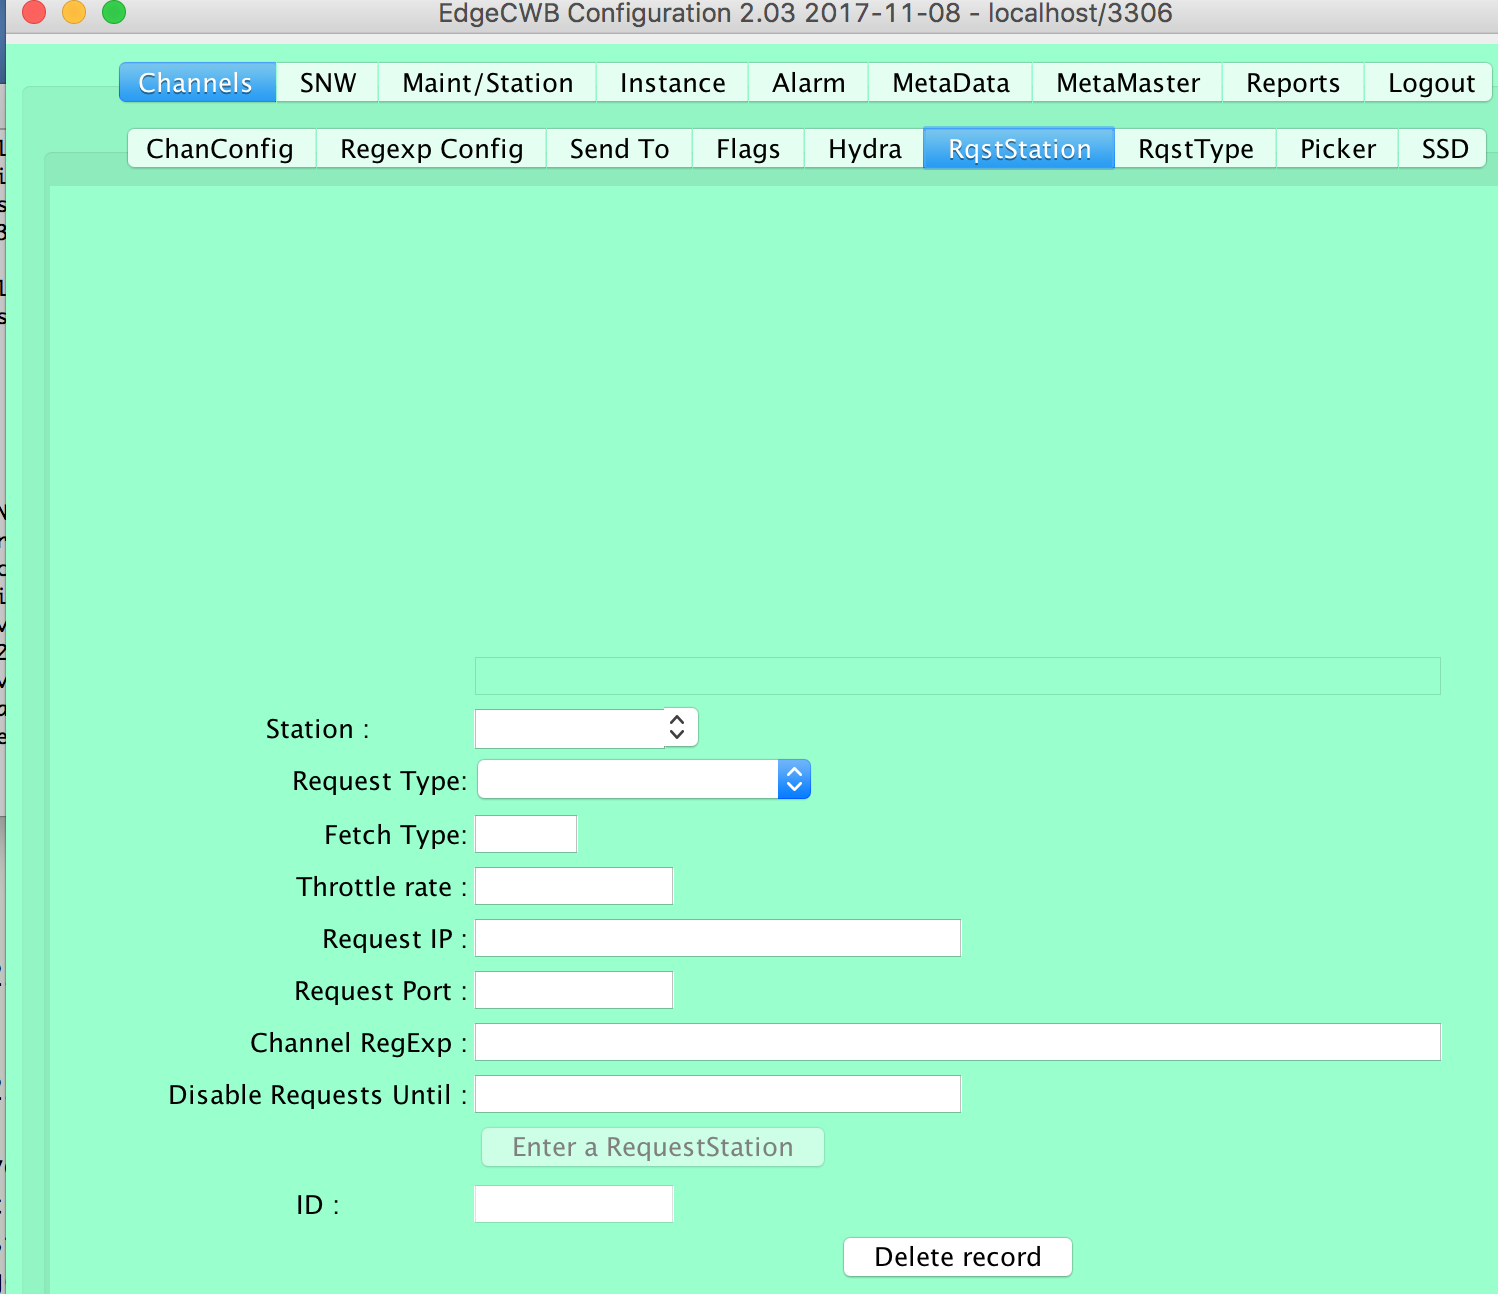 EdgeCWB Configuration 2.03 2017-11-08 - localhost/3306
Channels SNW Maint/Station Instance Alarm MetaData MetaMaster Reports Logout
ChanConfig Regexp Config Send To Flags Hydra RqstStation RqstType Picker SSD
Station :
Request Type:
Fetch Type:
Throttle rate :
Request IP :
Request Port :
Channel RegExp :
Disable Requests Until :
Enter a RequestStation
ID :
Delete record